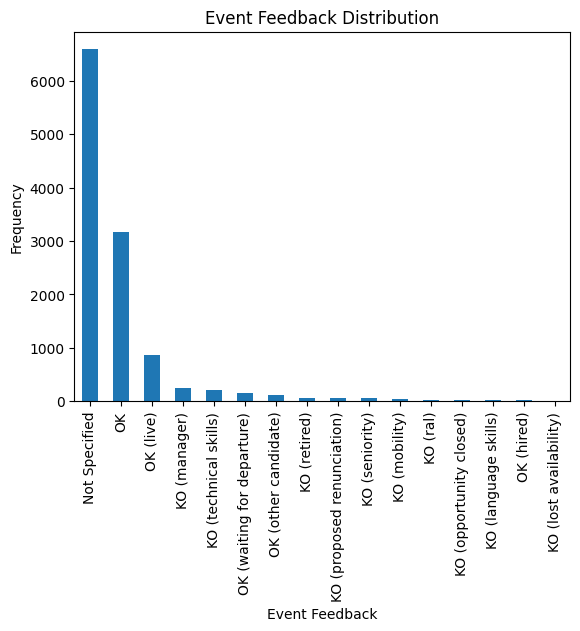 Event Feedback Distribution
Frequency
6000
5000
4000
3000
2000
1000
0
Not Specified
OK
OK (live)
KO (manager)
KO (technical skills)
OK (waiting for departure)
OK (other candidate)
KO (retired)
KO (proposed renunciation)
KO (seniority)
KO (mobility)
KO (ral)
KO (opportunity closed)
KO (language skills)
OK (hired)
KO (lost availability)
Event Feedback